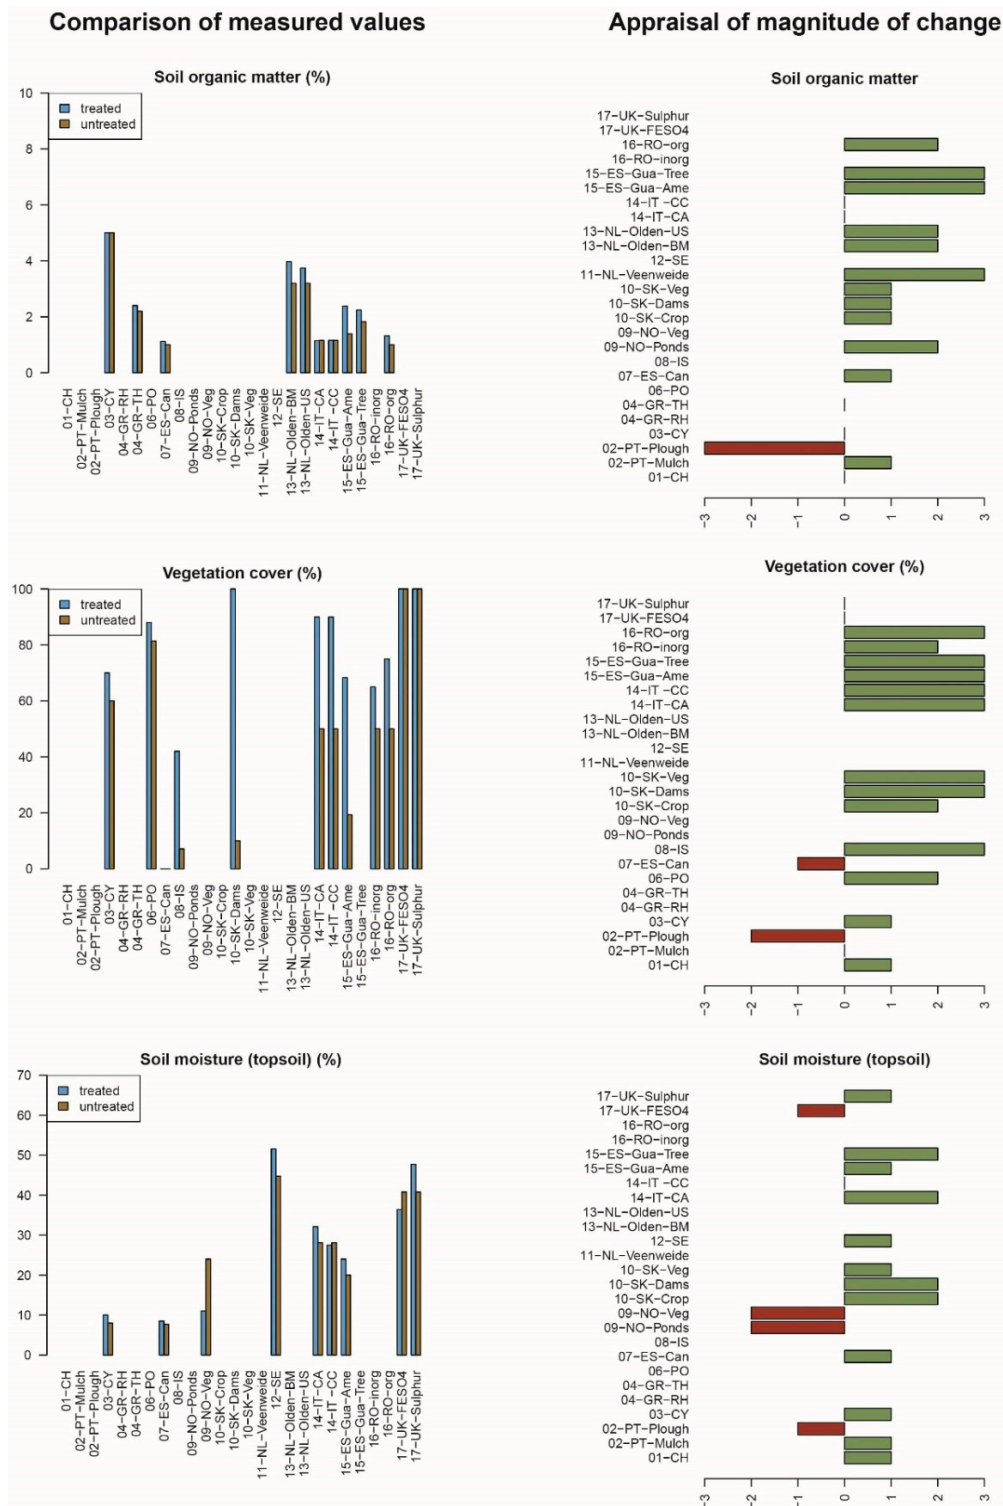 Comparison of measured values
Appraisal of magnitude of change
Soil organic matter (%)
10
8
6
4
2
0
treated
untreated
01-CH
02-PT-Mulch
02-PT-Plough
03-CY
04-GR-RH
04-GR-TH
06-PO
07-ES-Can
08-IS
09-NO-Ponds
09-NO-Veg
10-SK-Crop
10-SK-Dams
10-SK-Veg
11-NL-Veenweide
12-SE
13-NL-Olden-BM
13-NL-Olden-US
14-IT-CA
14-IT -CC
15-ES-Gua-Ame
15-ES-Gua-Tree
16-RO-inorg
16-RO-org
17-UK-FESO4
17-UK-Sulphur
Soil organic matter
17-UK-Sulphur
17-UK-FESO4
16-RO-org
16-RO-inorg
15-ES-Gua-Tree
15-ES-Gua-Ame
14-IT -CC
14-IT-CA
13-NL-Olden-US
13-NL-Olden-BM
12-SE
11-NL-Veenweide
10-SK-Veg
10-SK-Dams
10-SK-Crop
09-NO-Veg
09-NO-Ponds
08-IS
07-ES-Can
06-PO
04-GR-TH
04-GR-RH
03-CY
02-PT-Plough
02-PT-Mulch
01-CH
-3
-2
-1
0
1
2
3
Vegetation cover (%)
100
80
60
40
20
0
treated
untreated
01-CH
02-PT-Mulch
02-PT-Plough
03-CY
04-GR-RH
04-GR-TH
06-PO
07-ES-Can
08-IS
09-NO-Ponds
09-NO-Veg
10-SK-Crop
10-SK-Dams
10-SK-Veg
11-NL-Veenweide
12-SE
13-NL-Olden-BM
13-NL-Olden-US
14-IT-CA
14-IT -CC
15-ES-Gua-Ame
15-ES-Gua-Tree
16-RO-inorg
16-RO-org
17-UK-FESO4
17-UK-Sulphur
Vegetation cover (%)
17-UK-Sulphur
17-UK-FESO4
16-RO-org
16-RO-inorg
15-ES-Gua-Tree
15-ES-Gua-Ame
14-IT -CC
14-IT-CA
13-NL-Olden-US
13-NL-Olden-BM
12-SE
11-NL-Veenweide
10-SK-Veg
10-SK-Dams
10-SK-Crop
09-NO-Veg
09-NO-Ponds
08-IS
07-ES-Can
06-PO
04-GR-TH
04-GR-RH
03-CY
02-PT-Plough
02-PT-Mulch
01-CH
-3
-2
-1
0
1
2
3
Soil moisture (topsoil) (%)
70
60
50
40
30
20
10
0
treated
untreated
01-CH
02-PT-Mulch
02-PT-Plough
03-CY
04-GR-RH
04-GR-TH
06-PO
07-ES-Can
08-IS
09-NO-Ponds
09-NO-Veg
10-SK-Crop
10-SK-Dams
10-SK-Veg
11-NL-Veenweide
12-SE
13-NL-Olden-BM
13-NL-Olden-US
14-IT-CA
14-IT -CC
15-ES-Gua-Ame
15-ES-Gua-Tree
16-RO-inorg
16-RO-org
17-UK-FESO4
17-UK-Sulphur
Soil moisture (topsoil)
17-UK-Sulphur
17-UK-FESO4
16-RO-org
16-RO-inorg
15-ES-Gua-Tree
15-ES-Gua-Ame
14-IT -CC
14-IT-CA
13-NL-Olden-US
13-NL-Olden-BM
12-SE
11-NL-Veenweide
10-SK-Veg
10-SK-Dams
10-SK-Crop
09-NO-Veg
09-NO-Ponds
08-IS
07-ES-Can
06-PO
04-GR-TH
04-GR-RH
03-CY
02-PT-Plough
02-PT-Mulch
01-CH
-3
-2
-1
0
1
2
3